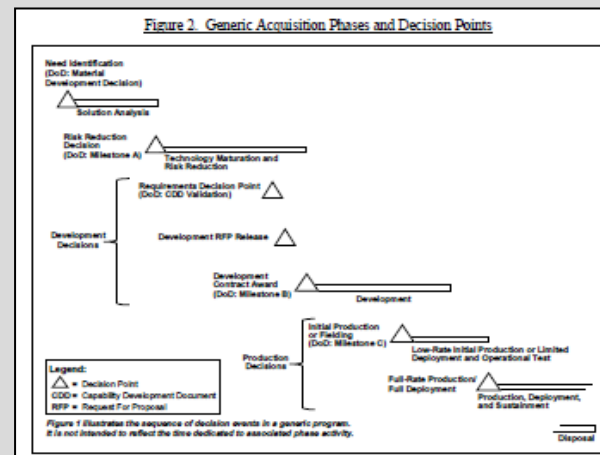 Figure 2. Generic Acquisition Phases and Decision Points
Need Identification
(DoD: Material
Development Decision)
Solution Analysis
Risk Reduction
Decision
(DoD: Milestone A)
Technology Maturation and
Risk Reduction
Requirements Decision Point
(DoD: CDD Validation)
Development
Decisions
Development RFP Release
Development
Contract Award
(DoD: Milestone B)
Development
Initial Production
or Fielding
(DoD: Milestone C)
Low-Rate Initial Production or Limited
Deployment and Operational Test
Production
Decisions
Full-Rate Production/
Full Deployment
Production, Deployment,
and Sustainment
Legend:
= Decision Point
CDD = Capability Development Document
RFP = Request For Proposal
Figure 1 illustrates the sequence of decision events in a generic program.
It is not intended to reflect the time dedicated to associated phase activity.
Disposal